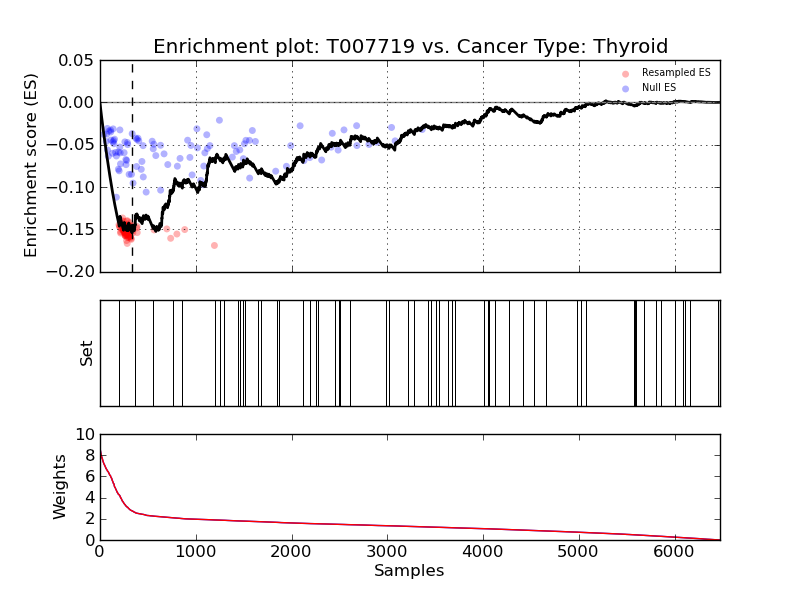 Enrichment plot: T007719 vs. Cancer Type: Thyroid
Enrichment score (ES)
0.05
0.00
−0.05
−0.10
−0.15
−0.20
Resampled ES
Null ES
Set
Weights
10
8
6
4
2
0
0 1000 2000 3000 4000 5000 6000
Samples